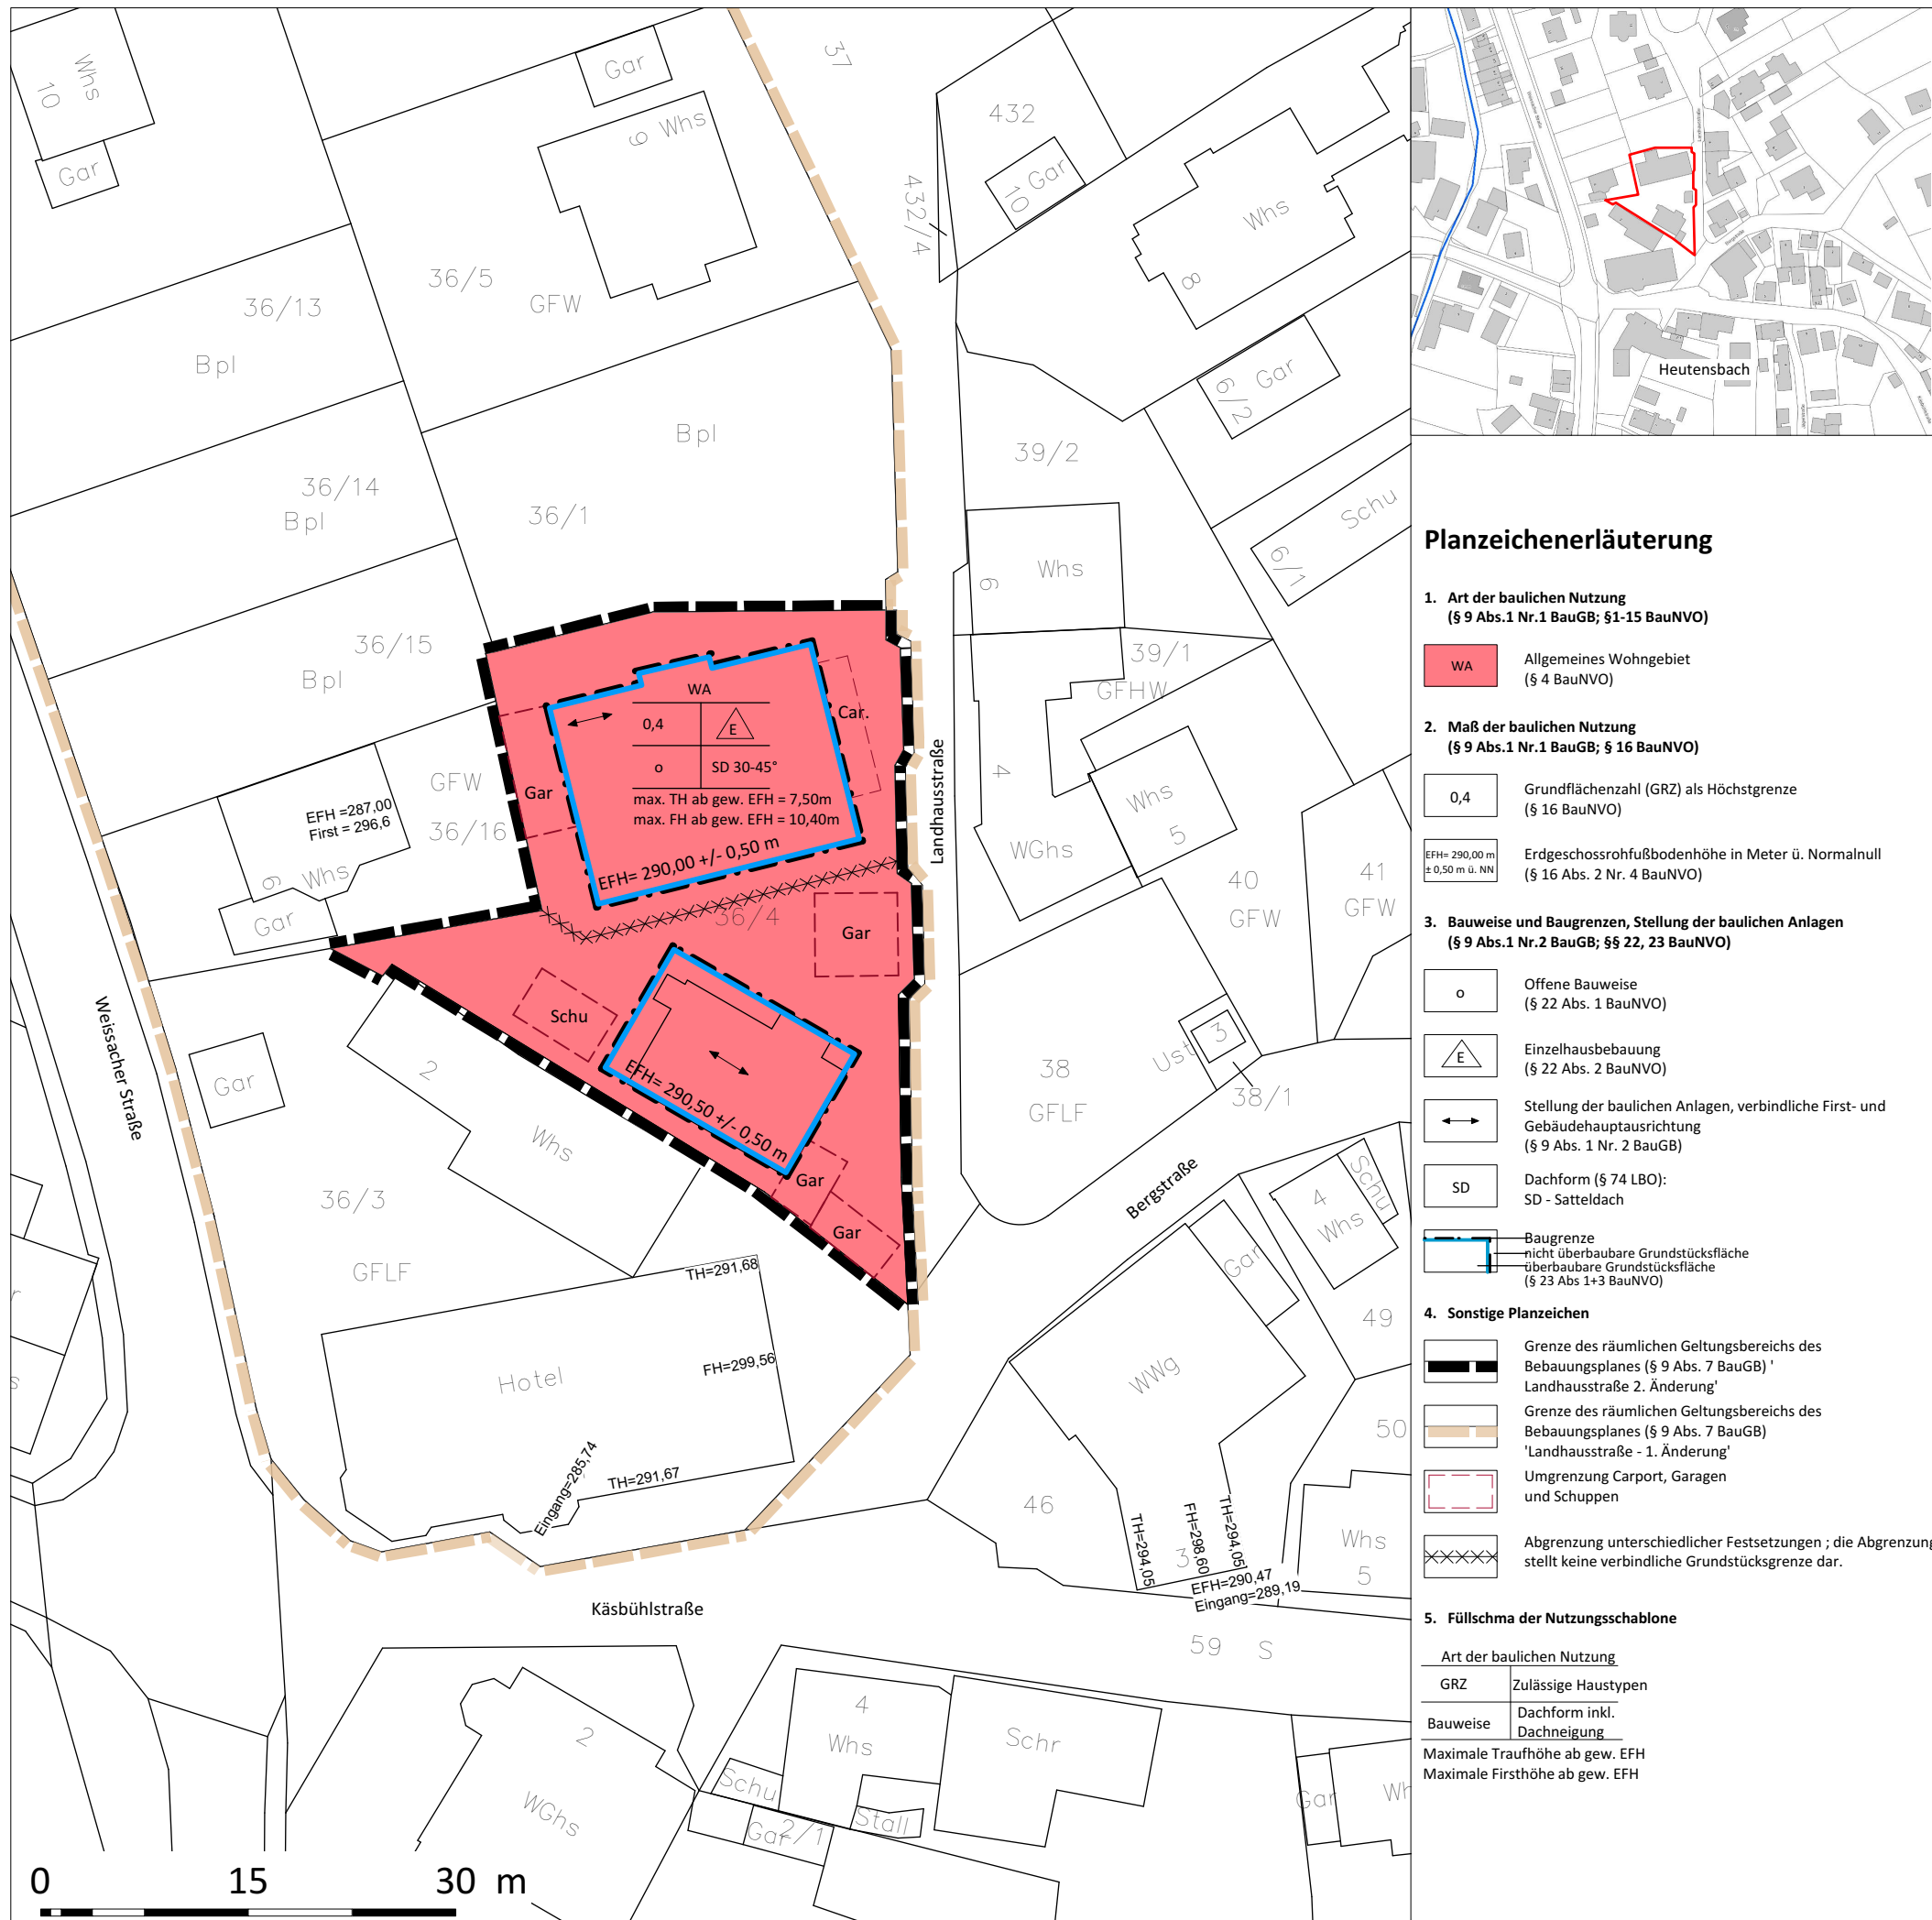 Whs
10
Gar
Gar
9 Whs
37
432
10 Gar
432/4
Whs
8
36/5
GFW
36/13
Bpl
6/2 Gar
Bpl
39/2
36/14
Bpl
36/1
Schu
6/1
Whs
6
36/15
Bpl
39/1
GFHW
WA
0,4
E
o
SD 30-45°
max. TH ab gew. EFH = 7,50m
max. FH ab gew. EFH = 10,40m
EFH= 290,00 +/- 0,50 m
Car.
Gar
GFW
36/16
EFH =287,00
First = 296,6
Whs
Gar
Landhausstraße
4
WGhs
Whs
5
40
GFW
41
GFW
36/4
Gar
Schu
EFH= 290,50 +/- 0,50 m
Gar
Gar
Weissacher Straße
Gar
2
Whs
36/3
GFLF
38
GFLF
Ust
3
38/1
Bergstraße
4
Whs
Schu
Gar
49
TH=291,68
FH=299,56
Hotel
Eingang=285,74
TH=291,67
WWg
50
46
TH=294,05
FH=298,60
TH=294,05
3
EFH=290,47
Eingang=289,19
Whs
5
Käsbühlstraße
59 S
2
WGhs
4
Whs
Schr
Schu
Gar
2/1
Stall
Gar
0 15 30 m
Heutensbach
Planzeichenerläuterung
1. Art der baulichen Nutzung
(§ 9 Abs.1 Nr.1 BauGB; §1-15 BauNVO)
WA
Allgemeines Wohngebiet
(§ 4 BauNVO)
2. Maß der baulichen Nutzung
(§ 9 Abs.1 Nr.1 BauGB; § 16 BauNVO)
0,4
Grundflächenzahl (GRZ) als Höchstgrenze
(§ 16 BauNVO)
EFH= 290,00 m
± 0,50 m ü. NN
Erdgeschossrohfußbodenhöhe in Meter ü. Normalnull
(§ 16 Abs. 2 Nr. 4 BauNVO)
3. Bauweise und Baugrenzen, Stellung der baulichen Anlagen
(§ 9 Abs.1 Nr.2 BauGB; §§ 22, 23 BauNVO)
o
Offene Bauweise
(§ 22 Abs. 1 BauNVO)
E
Einzelhausbebauung
(§ 22 Abs. 2 BauNVO)
Stellung der baulichen Anlagen, verbindliche First- und
Gebäudehauptausrichtung
(§ 9 Abs. 1 Nr. 2 BauGB)
SD
Dachform (§ 74 LBO):
SD - Satteldach
Baugrenze
nicht überbaubare Grundstücksfläche
überbaubare Grundstücksfläche
(§ 23 Abs 1+3 BauNVO)
4. Sonstige Planzeichen
Grenze des räumlichen Geltungsbereichs des
Bebauungsplanes (§ 9 Abs. 7 BauGB) '
Landhausstraße 2. Änderung'
Grenze des räumlichen Geltungsbereichs des
Bebauungsplanes (§ 9 Abs. 7 BauGB)
'Landhausstraße - 1. Änderung'
Umgrenzung Carport, Garagen
und Schuppen
Abgrenzung unterschiedlicher Festsetzungen ; die Abgrenzung
stellt keine verbindliche Grundstücksgrenze dar.
5. Füllschma der Nutzungsschablone
Art der baulichen Nutzung
GRZ
Zulässige Haustypen
Bauweise
Dachform inkl.
Dachneigung
Maximale Traufhöhe ab gew. EFH
Maximale Firsthöhe ab gew. EFH